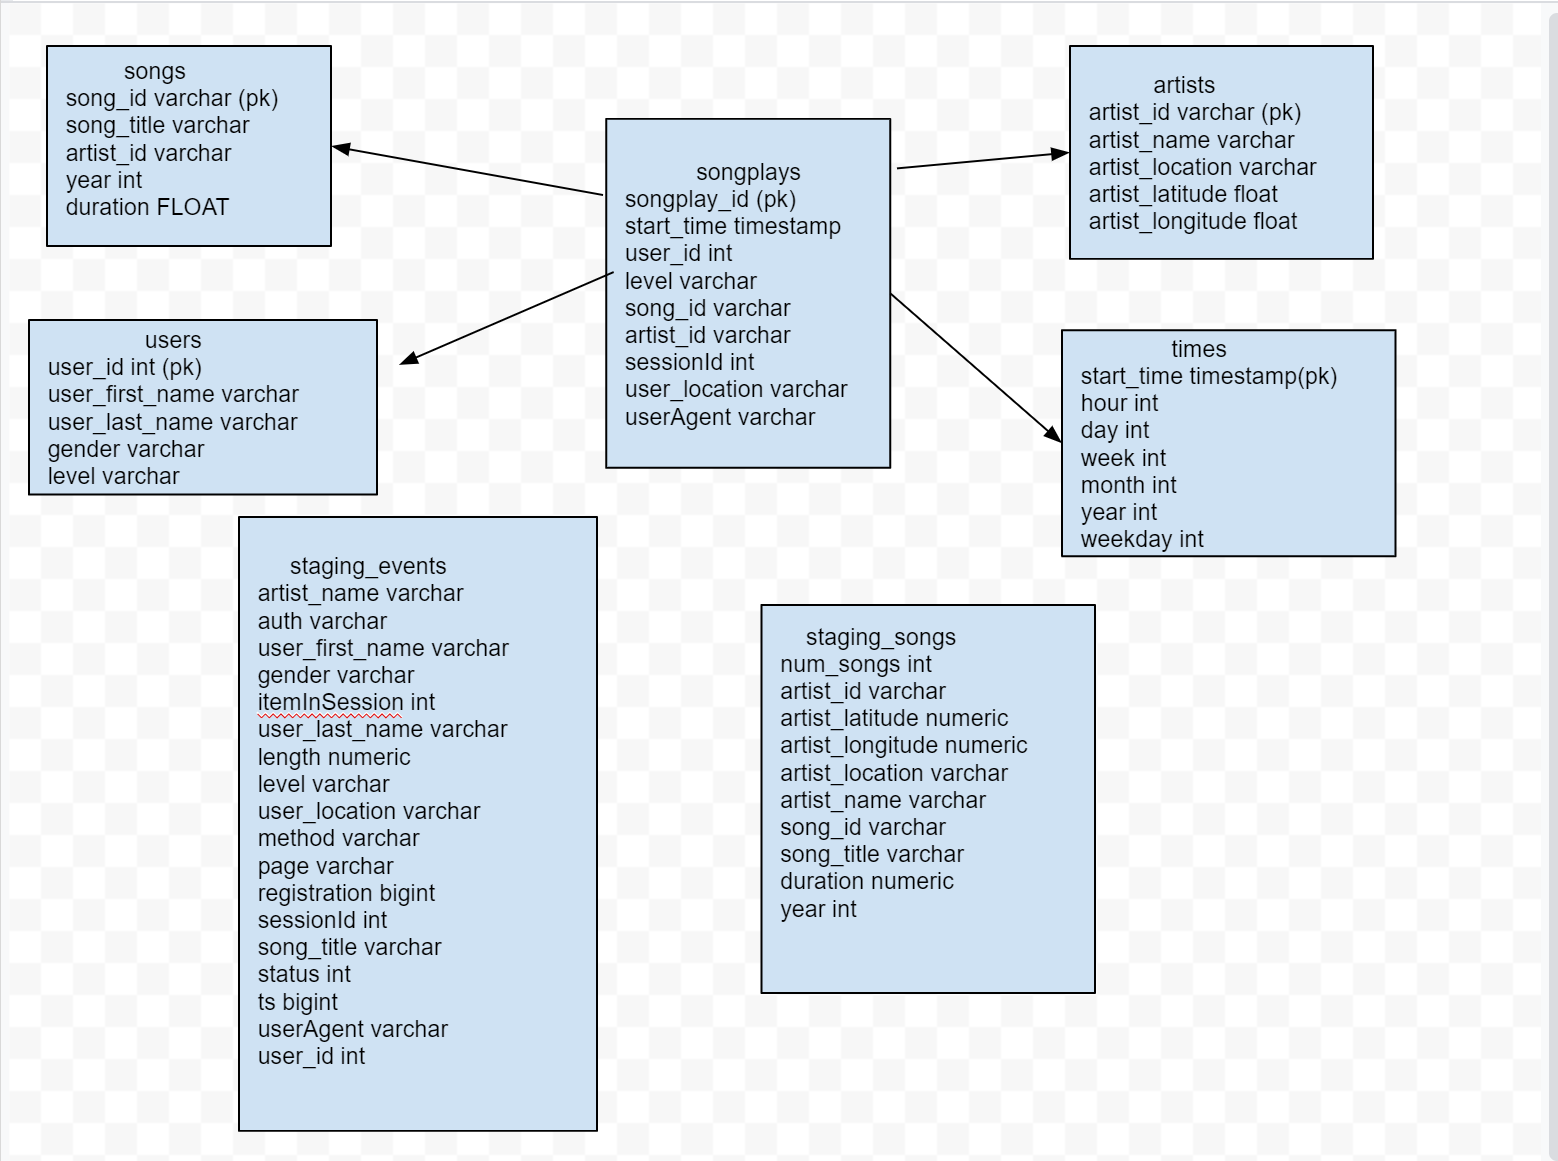 songs
song_id varchar (pk)
song_title varchar
artist_id varchar
year int
duration FLOAT
songplays
songplay_id (pk)
start_time timestamp
user_id int
level varchar
song_id varchar
artist_id varchar
sessionId int
user_location varchar
userAgent varchar
artists
artist_id varchar (pk)
artist_name varchar
artist_location varchar
artist_latitude float
artist_longitude float
users
user_id int (pk)
user_first_name varchar
user_last_name varchar
gender varchar
level varchar
times
start_time timestamp(pk)
hour int
day int
week int
month int
year int
weekday int
staging_events
artist_name varchar
auth varchar
user_first_name varchar
gender varchar
itemInSession int
user_last_name varchar
length numeric
level varchar
user_location varchar
method varchar
page varchar
registration bigint
sessionId int
song_title varchar
status int
ts bigint
userAgent varchar
user_id int
staging_songs
num_songs int
artist_id varchar
artist_latitude numeric
artist_longitude numeric
artist_location varchar
artist_name varchar
song_id varchar
song_title varchar
duration numeric
year int